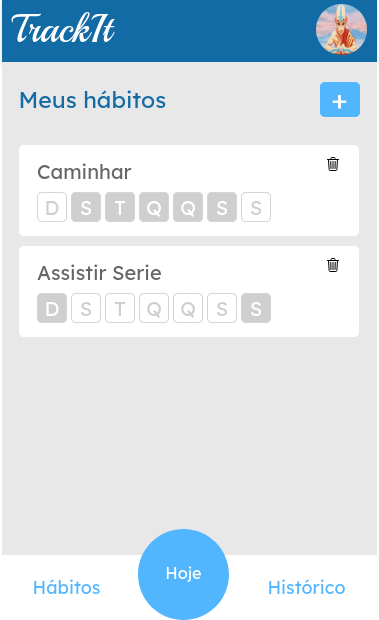 TrackIt
Meus hábitos +
Caminhar
D S T Q Q S S
Assistir Serie
D S T Q Q S S
Hábitos Hoje Histórico